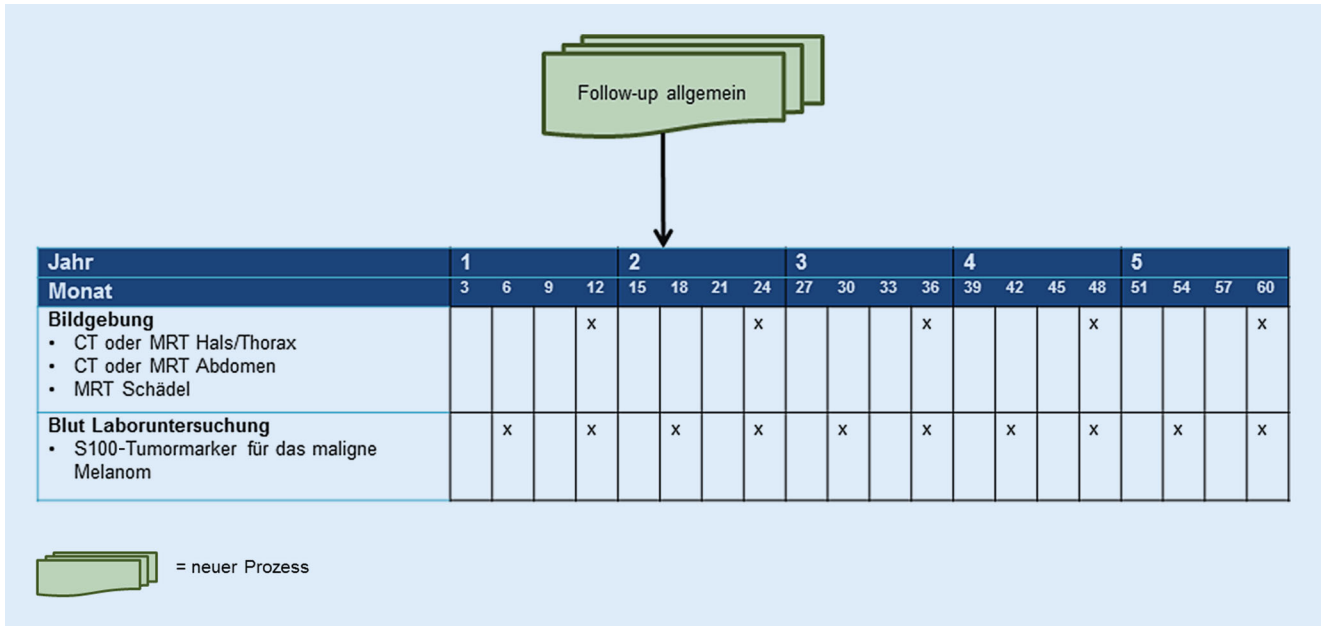 Follow-up allgemein
Jahr 1 2 3 4 5
Monat 3 6 9 12 15 18 21 24 27 30 33 36 39 42 45 48 51 54 57 60
Bildgebung x x x x x
• CT oder MRT Hals/Thorax
• CT oder MRT Abdomen
• MRT Schädel
Blut Laboruntersuchung x x x x x x x x x x
• S100-Tumormarker für das maligne
Melanom
= neuer Prozess